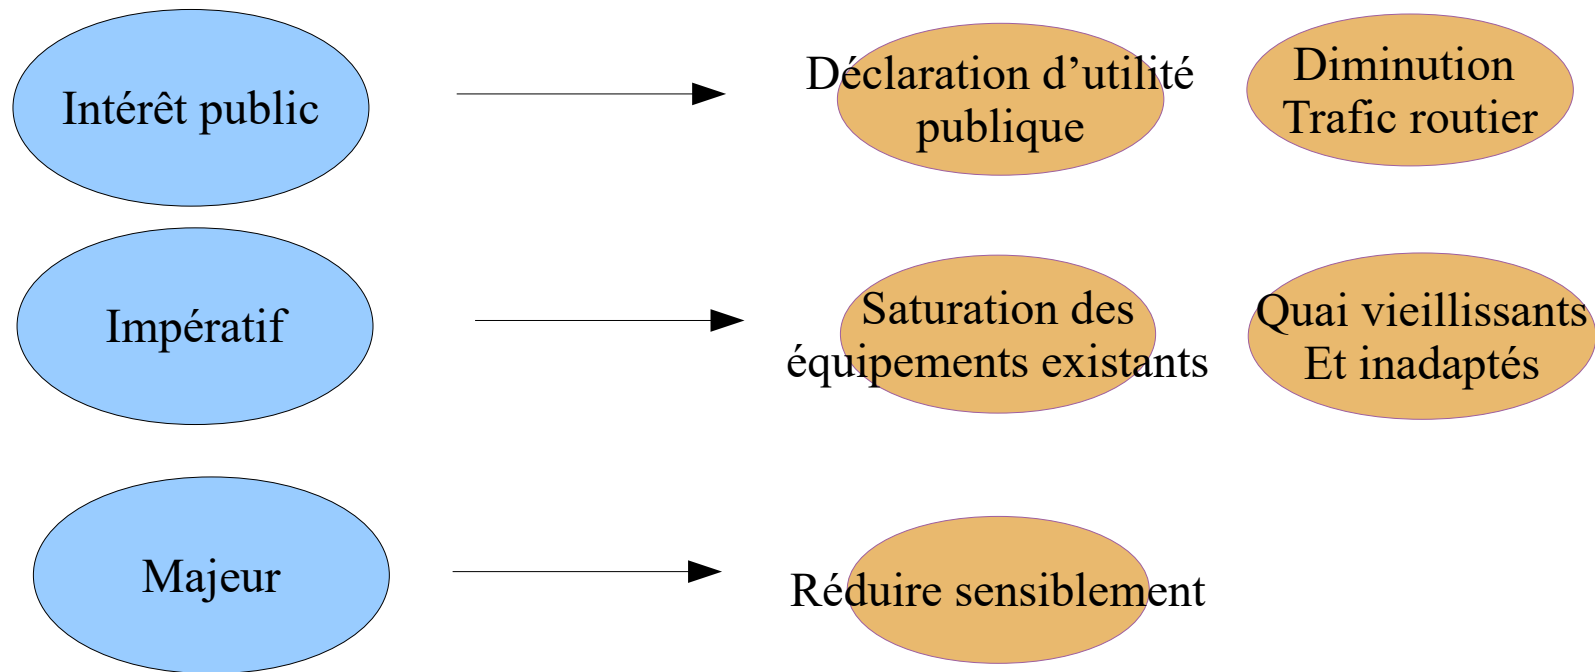 Intérêt public
Déclaration d’utilité
publique
Diminution
Trafic routier
Impératif
Saturation des
équipements existants
Quai vieillissants
Et inadaptés
Majeur
Réduire sensiblement